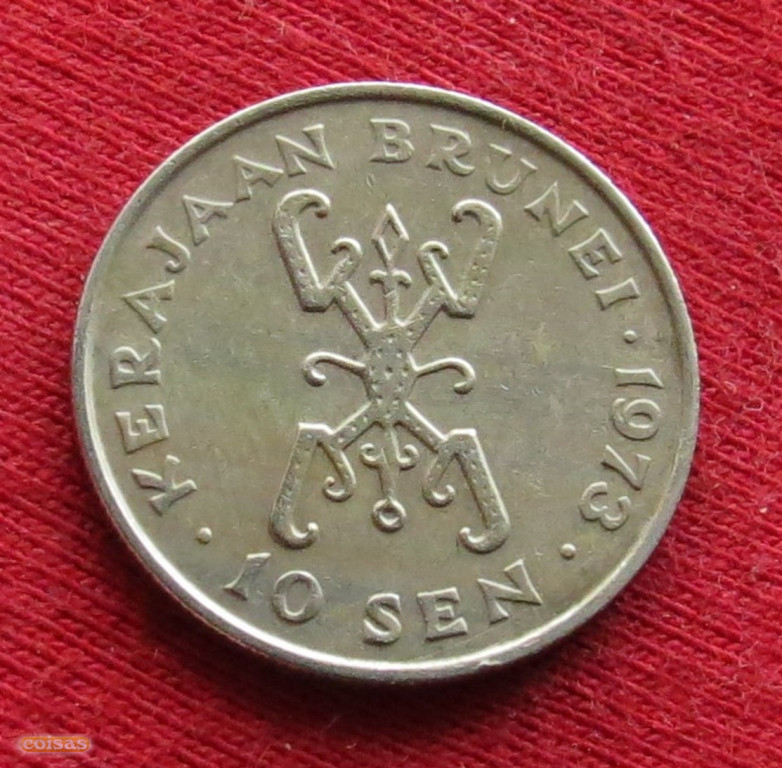 KERAJAAN BRUNEI · 1973 ·
10 SEN ·
coisas